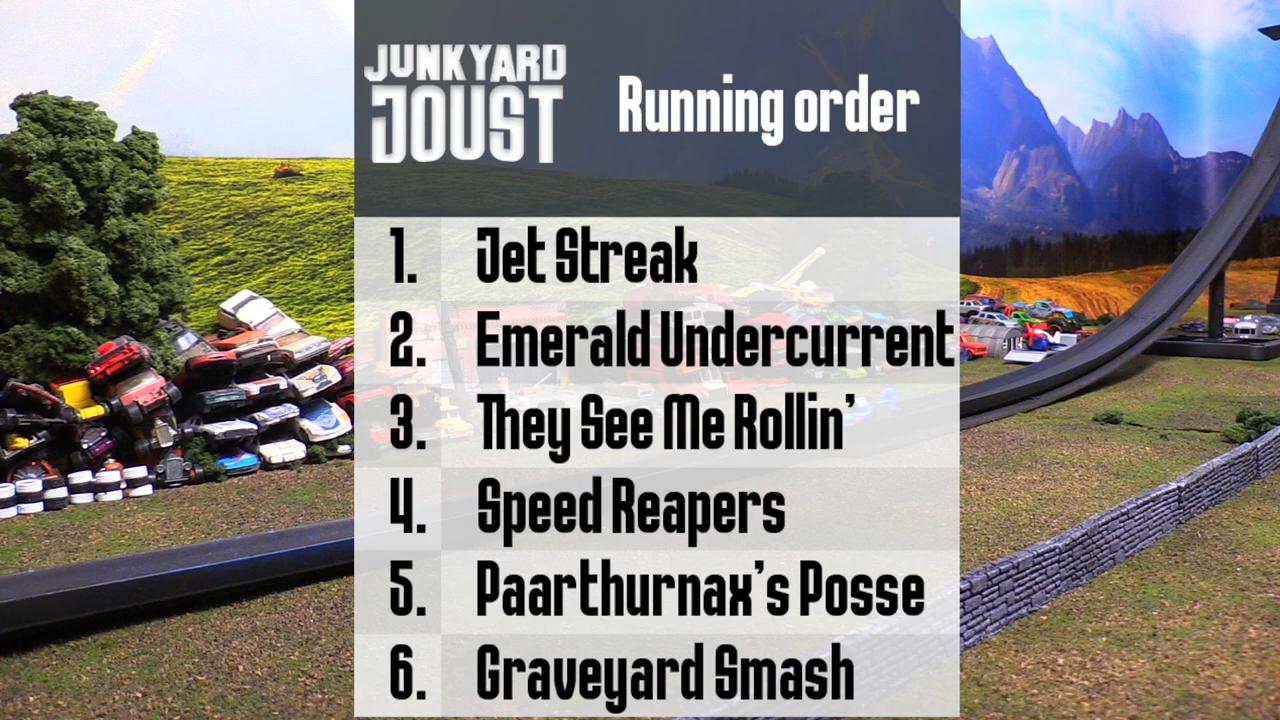 JUNKYARD
JOUST
Running order
1. Jet Streak
2. Emerald Undercurrent
3. They See Me Rollin'
4. Speed Reapers
5. Paarthurnax's Posse
6. Graveyard Smash